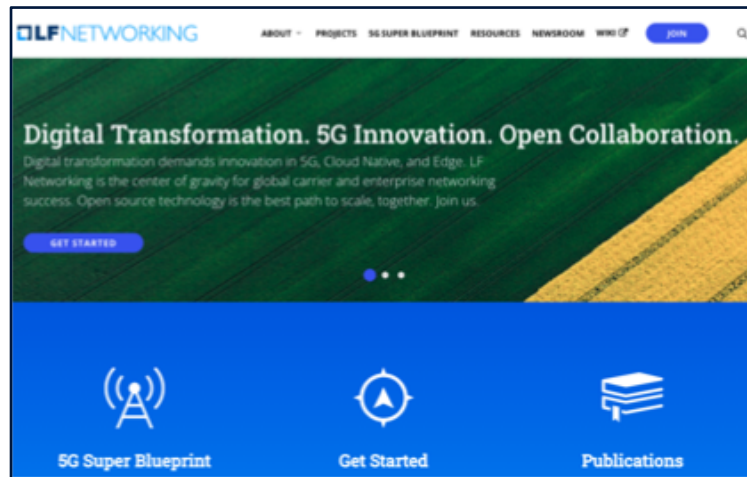 LFNETWORKING
ABOUT PROJECTS 5G SUPER BLUEPRINT RESOURCES NEWSROOM WIKI JOIN
Digital Transformation. 5G Innovation. Open Collaboration.
Digital transformation demands innovation in 5G, Cloud Native, and Edge. LF
Networking is the center of gravity for global carrier and enterprise networking
success. Open source technology is the best path to scale, together. Join us.
GET STARTED
5G Super Blueprint Get Started Publications